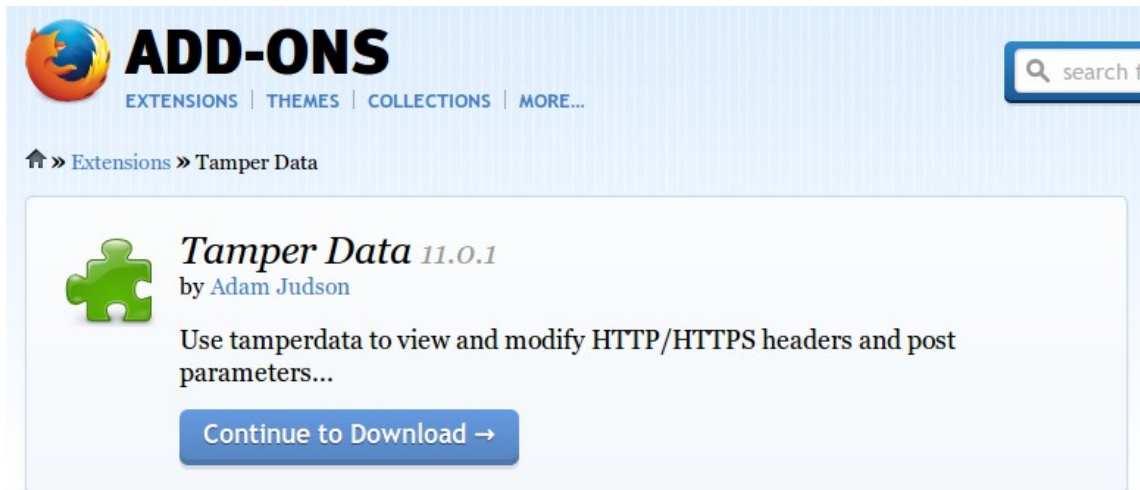 ADD-ONS
search f
EXTENSIONS | THEMES | COLLECTIONS | MORE...
» Extensions » Tamper Data
Tamper Data 11.0.1
by Adam Judson
Use tamperdata to view and modify HTTP/HTTPS headers and post
parameters...
Continue to Download →